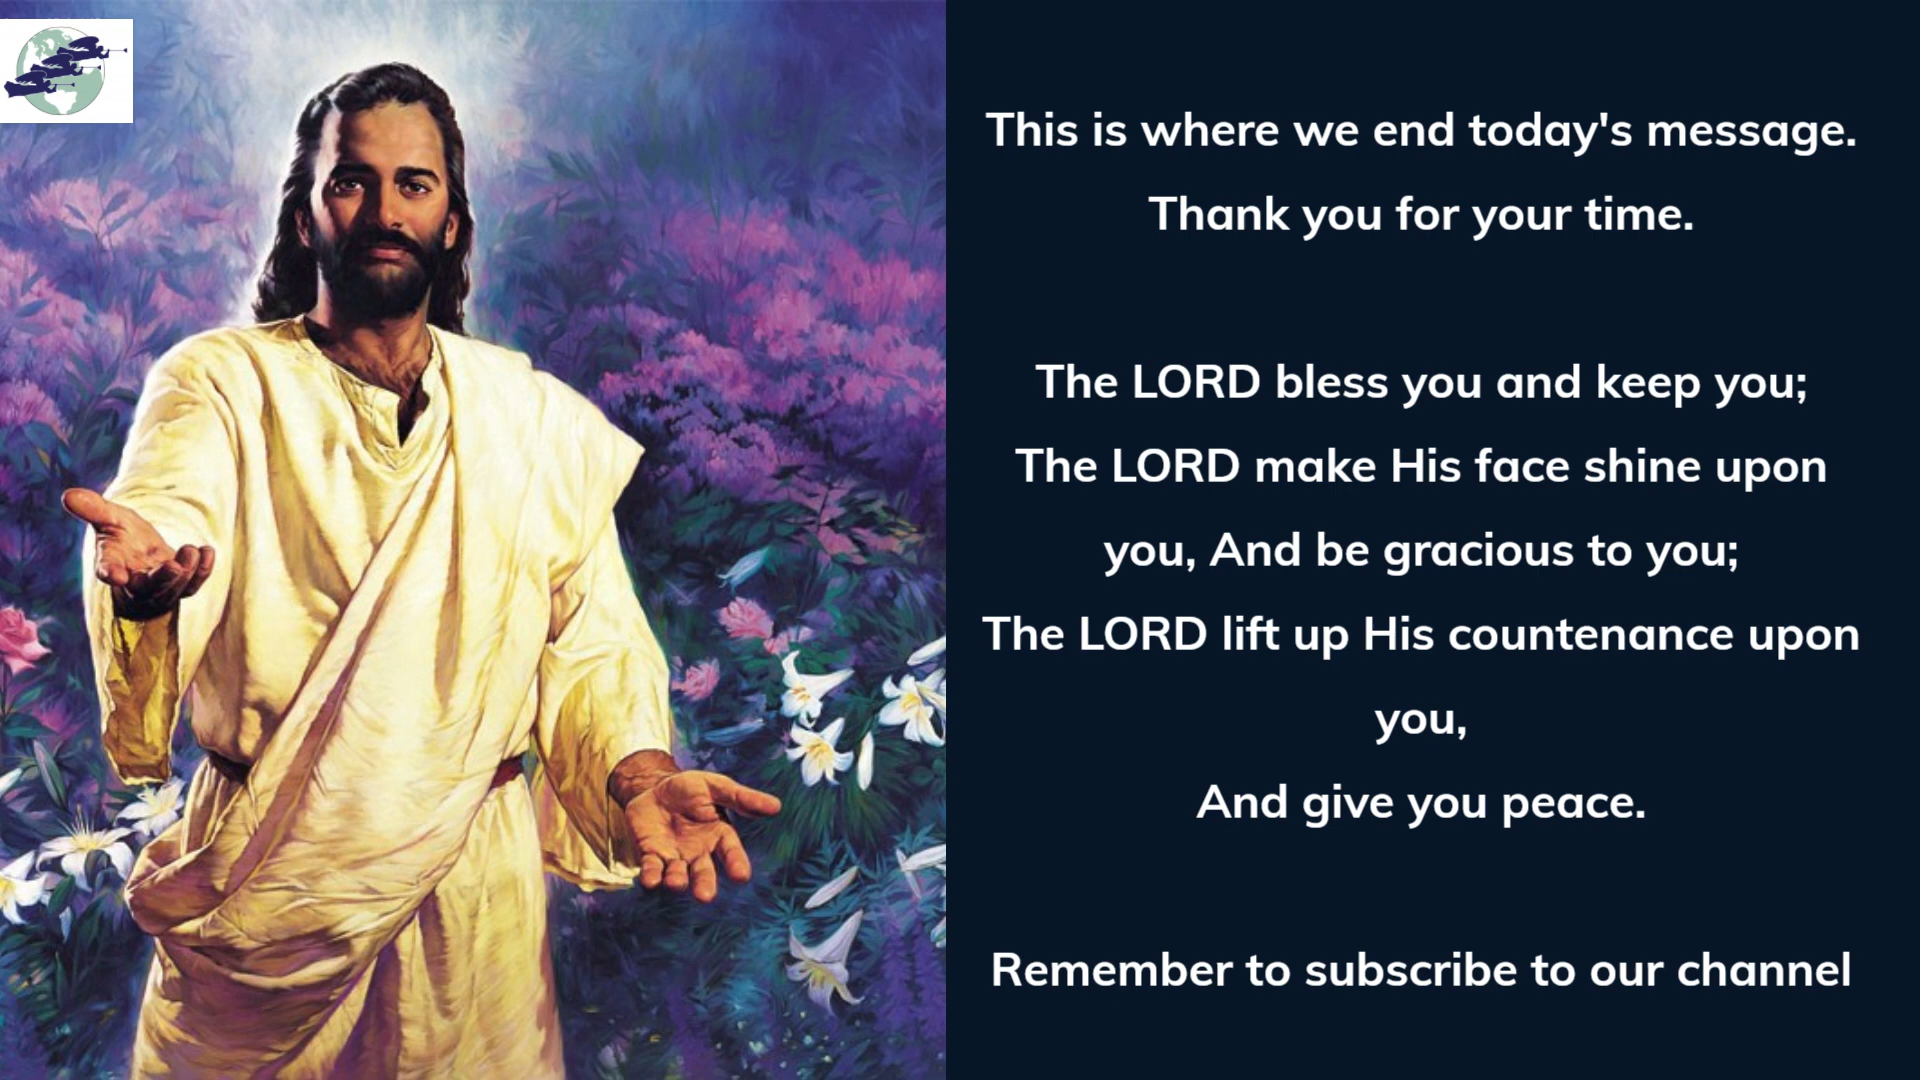 This is where we end today's message.
Thank you for your time.
The LORD bless you and keep you;
The LORD make His face shine upon
you, And be gracious to you;
The LORD lift up His countenance upon
you,
And give you peace.
Remember to subscribe to our channel